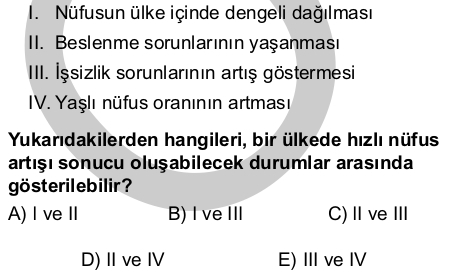 I. Nüfusun ülke içinde dengeli dağılması
II. Beslenme sorunlarının yaşanması
III. İşsizlik sorunlarının artış göstermesi
IV. Yaşlı nüfus oranının artması
Yukarıdakilerden hangileri, bir ülkede hızlı nüfus
artışı sonucu oluşabilecek durumlar arasında
gösterilebilir?
A) I ve II B) I ve III C) II ve III
D) II ve IV E) III ve IV